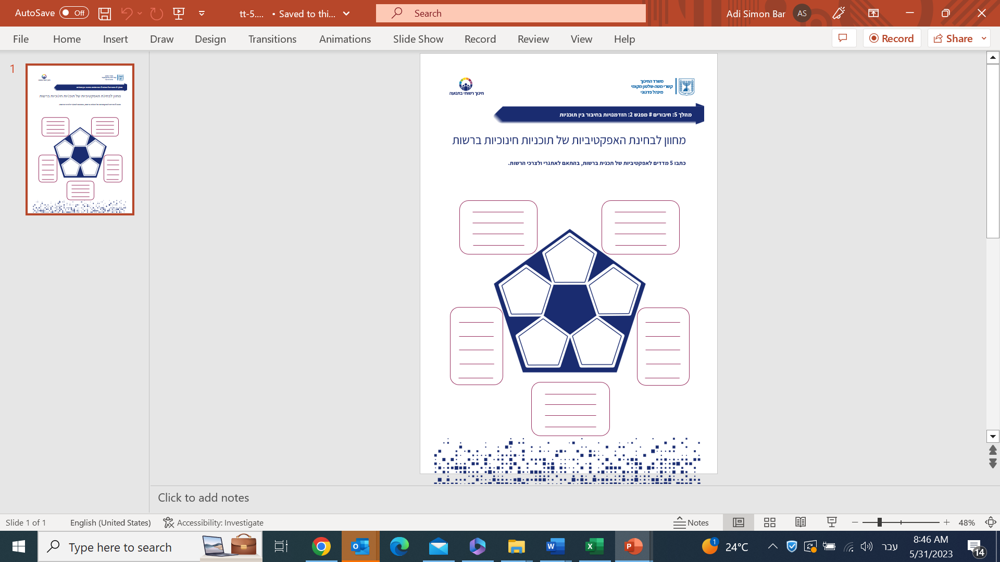 AutoSave Off
tt-5.... • Saved to thi...
Search
Adi Simon Bar AS
File Home Insert Draw Design Transitions Animations Slide Show Record Review View Help
Record Share
1
משרד החינוך
קשרי מטה-שלטון מקומי
מינהל פדגוגי
חינוך רשותי בתנועה
מהלך 5: חיבורים # מפגש 2: הזדמנויות בחיבור בין תוכניות
מחוון לבחינת האפקטיביות של תוכניות חינוכיות ברשות
כתבו 5 מדדים לאפקטיביות של תכנית ברשות, בהתאם לאתגרי ולצרכי הרשות.
Click to add notes
Slide 1 of 1 English (United States) Accessibility: Investigate Notes 48%
Type here to search
1 24°C עבר 8:46 AM
5/31/2023 14